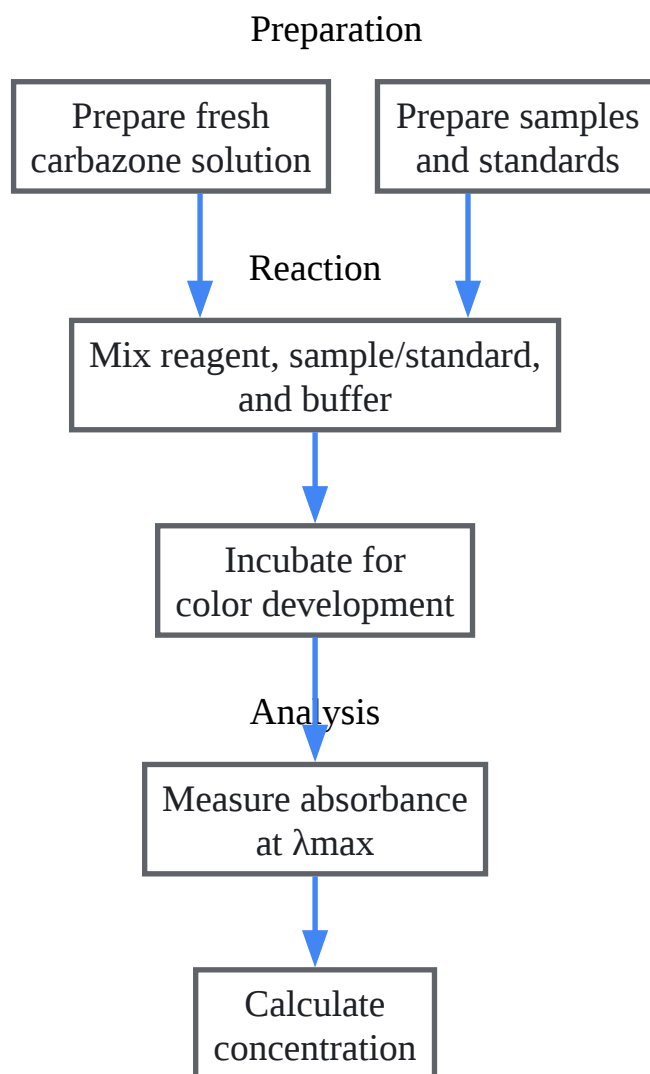 Preparation
Prepare fresh
carbazone solution
Prepare samples
and standards
Reaction
Mix reagent, sample/standard,
and buffer
Incubate for
color development
Analysis
Measure absorbance
at λmax
Calculate
concentration